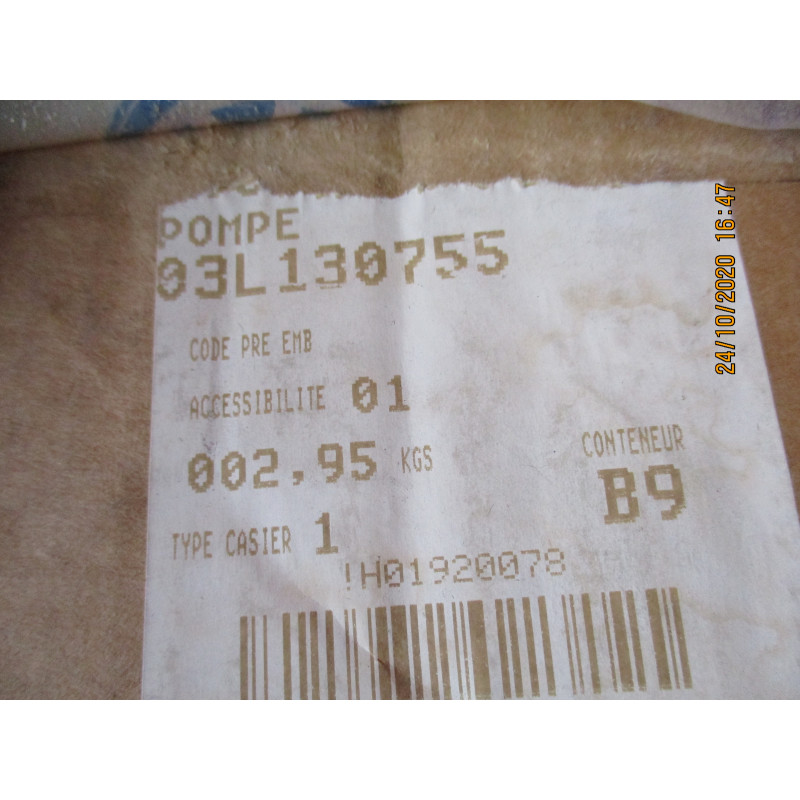 POMPE
03L130755
CODE PRE EMB
ACCESSIBILITE 01
002,95 KGS
CONTENEUR
B9
TYPE CASIER 1
!H01920078
24/10/2020 16:47